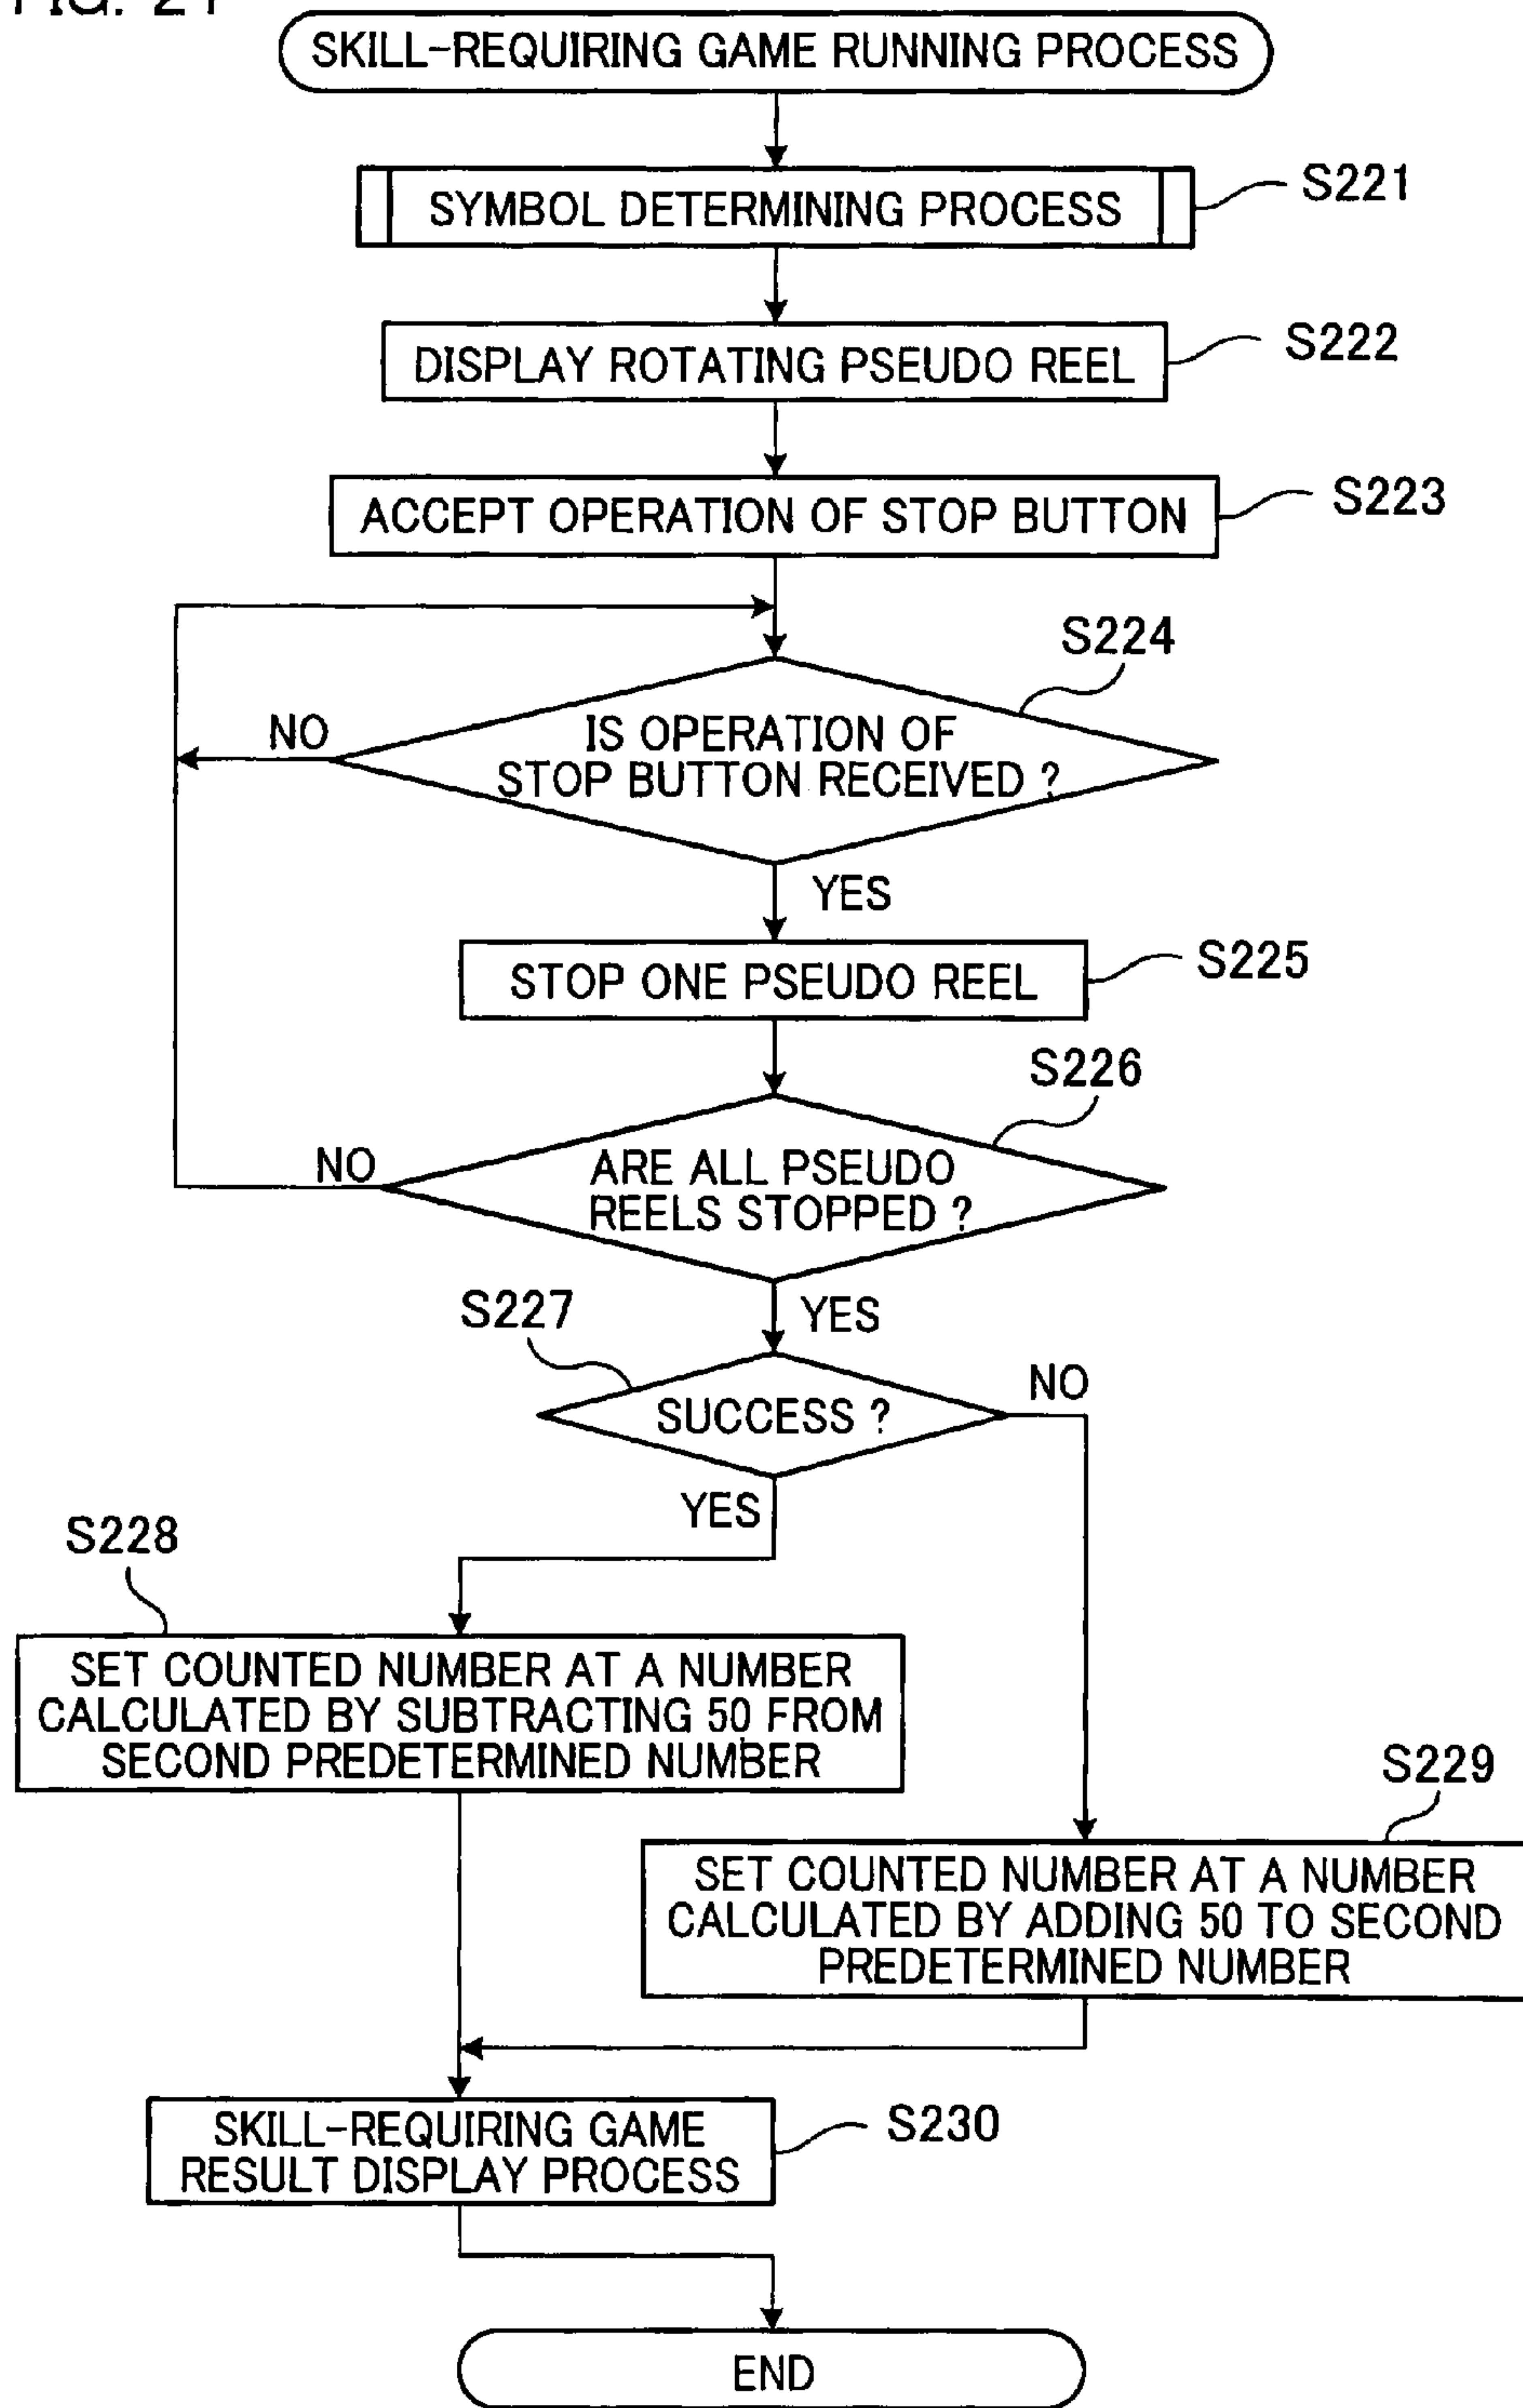 SKILL-REQUIRING GAME RUNNING PROCESS
SYMBOL DETERMINING PROCESS
S221
DISPLAY ROTATING PSEUDO REEL
S222
ACCEPT OPERATION OF STOP BUTTON
S223
S224
NO
IS OPERATION OF
STOP BUTTON RECEIVED ?
YES
STOP ONE PSEUDO REEL
S225
S226
NO
ARE ALL PSEUDO
REELS STOPPED ?
S227
YES
SUCCESS ?
NO
YES
S228
SET COUNTED NUMBER AT A NUMBER
CALCULATED BY SUBTRACTING 50 FROM
SECOND PREDETERMINED NUMBER
S229
SET COUNTED NUMBER AT A NUMBER
CALCULATED BY ADDING 50 TO SECOND
PREDETERMINED NUMBER
SKILL-REQUIRING GAME
RESULT DISPLAY PROCESS
S230
END